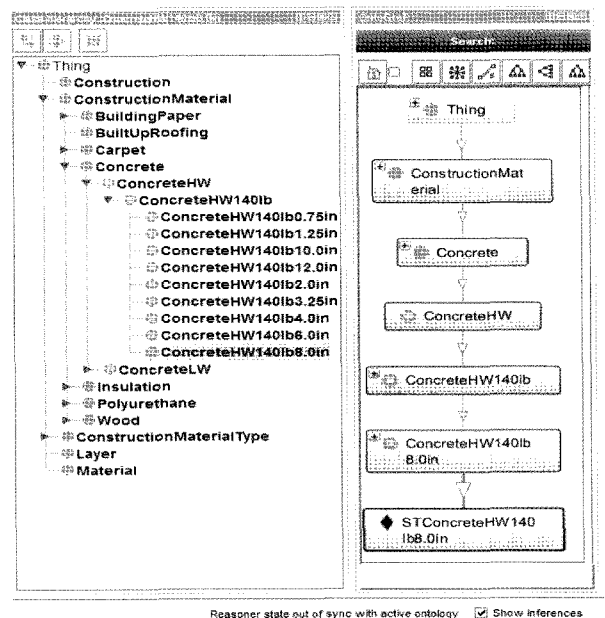 Thing
Construction
ConstructionMaterial
BuildingPaper
BuiltUpRoofing
Carpet
Concrete
ConcreteHW
ConcreteHW140lb
ConcreteHW140lb0.75in
ConcreteHW140lb1.25in
ConcreteHW140lb10.0in
ConcreteHW140lb12.0in
ConcreteHW140lb2.0in
ConcreteHW140lb3.25in
ConcreteHW140lb4.0in
ConcreteHW140lb6.0in
ConcreteHW140lb8.0in
ConcreteLW
Insulation
Polyurethane
Wood
ConstructionMaterialType
Layer
Material
Search:
Thing
ConstructionMat
erial
Concrete
ConcreteHW
ConcreteHW140lb
ConcreteHW140lb
8.0in
STConcreteHW140
lb8.0in
Reasoner state out of sync with active ontology
Show Inferences